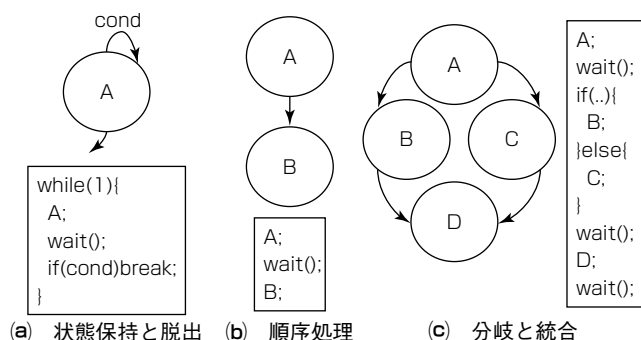 cond
A
while(1){
A;
wait();
if(cond)break;
}
(a) 状態保持と脱出
A
B
A;
wait();
B;
(b) 順序処理
A
B
C
D
A;
wait();
if(..){
B;
}else{
C;
}
wait();
D;
wait();
(c) 分岐と統合